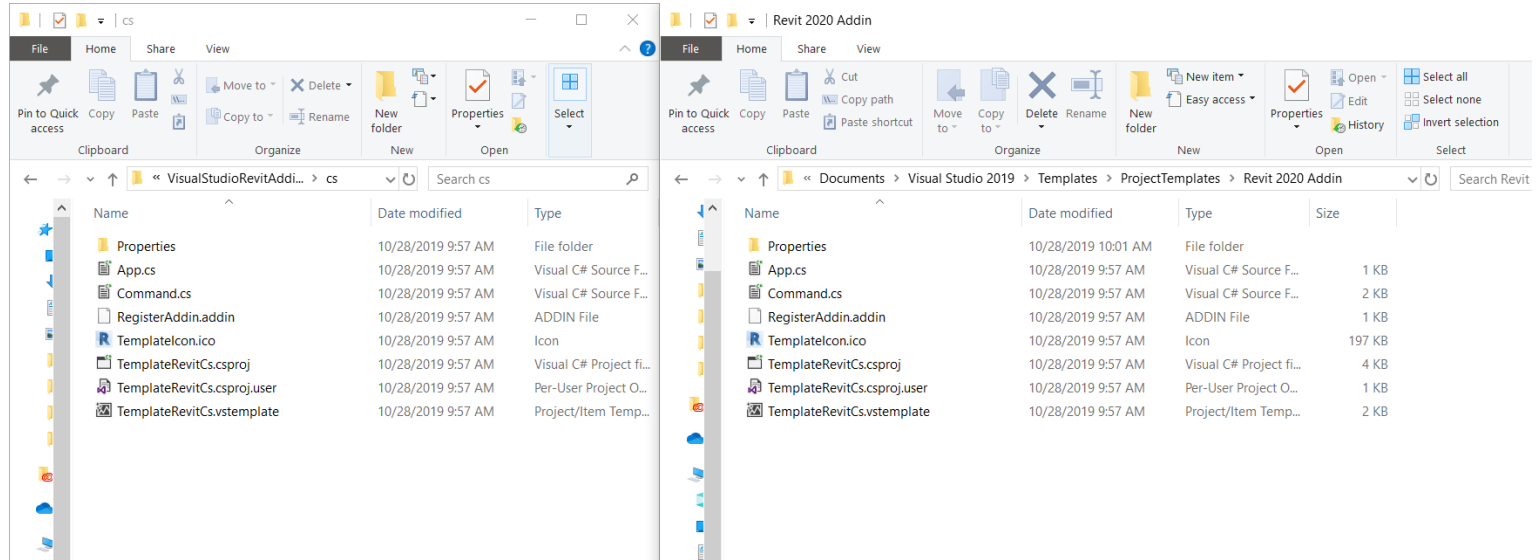 cs
File Home Share View
Pin to Quick access
Copy
Paste
Clipboard
Move to
Copy to
Delete
Rename
Organize
New folder
New
Properties
Open
Select
« VisualStudioRevitAddi... > cs
Search cs
Name Date modified Type
Properties 10/28/2019 9:57 AM File folder
App.cs 10/28/2019 9:57 AM Visual C# Source F...
Command.cs 10/28/2019 9:57 AM Visual C# Source F...
RegisterAddin.addin 10/28/2019 9:57 AM ADDIN File
TemplateIcon.ico 10/28/2019 9:57 AM Icon
TemplateRevitCs.csproj 10/28/2019 9:57 AM Visual C# Project fi...
TemplateRevitCs.csproj.user 10/28/2019 9:57 AM Per-User Project O...
TemplateRevitCs.vstemplate 10/28/2019 9:57 AM Project/Item Temp...
Revit 2020 Addin
File Home Share View
Pin to Quick access
Copy
Paste
Cut
Copy path
Paste shortcut
Clipboard
Move to
Copy to
Delete
Rename
Organize
New folder
New item
Easy access
New
Properties
Open
Edit
History
Open
Select all
Select none
Invert selection
Select
« Documents > Visual Studio 2019 > Templates > ProjectTemplates > Revit 2020 Addin
Search Revit
Name Date modified Type Size
Properties 10/28/2019 10:01 AM File folder
App.cs 10/28/2019 9:57 AM Visual C# Source F... 1 KB
Command.cs 10/28/2019 9:57 AM Visual C# Source F... 2 KB
RegisterAddin.addin 10/28/2019 9:57 AM ADDIN File 1 KB
TemplateIcon.ico 10/28/2019 9:57 AM Icon 197 KB
TemplateRevitCs.csproj 10/28/2019 9:57 AM Visual C# Project fi... 4 KB
TemplateRevitCs.csproj.user 10/28/2019 9:57 AM Per-User Project O... 1 KB
TemplateRevitCs.vstemplate 10/28/2019 9:57 AM Project/Item Temp... 2 KB